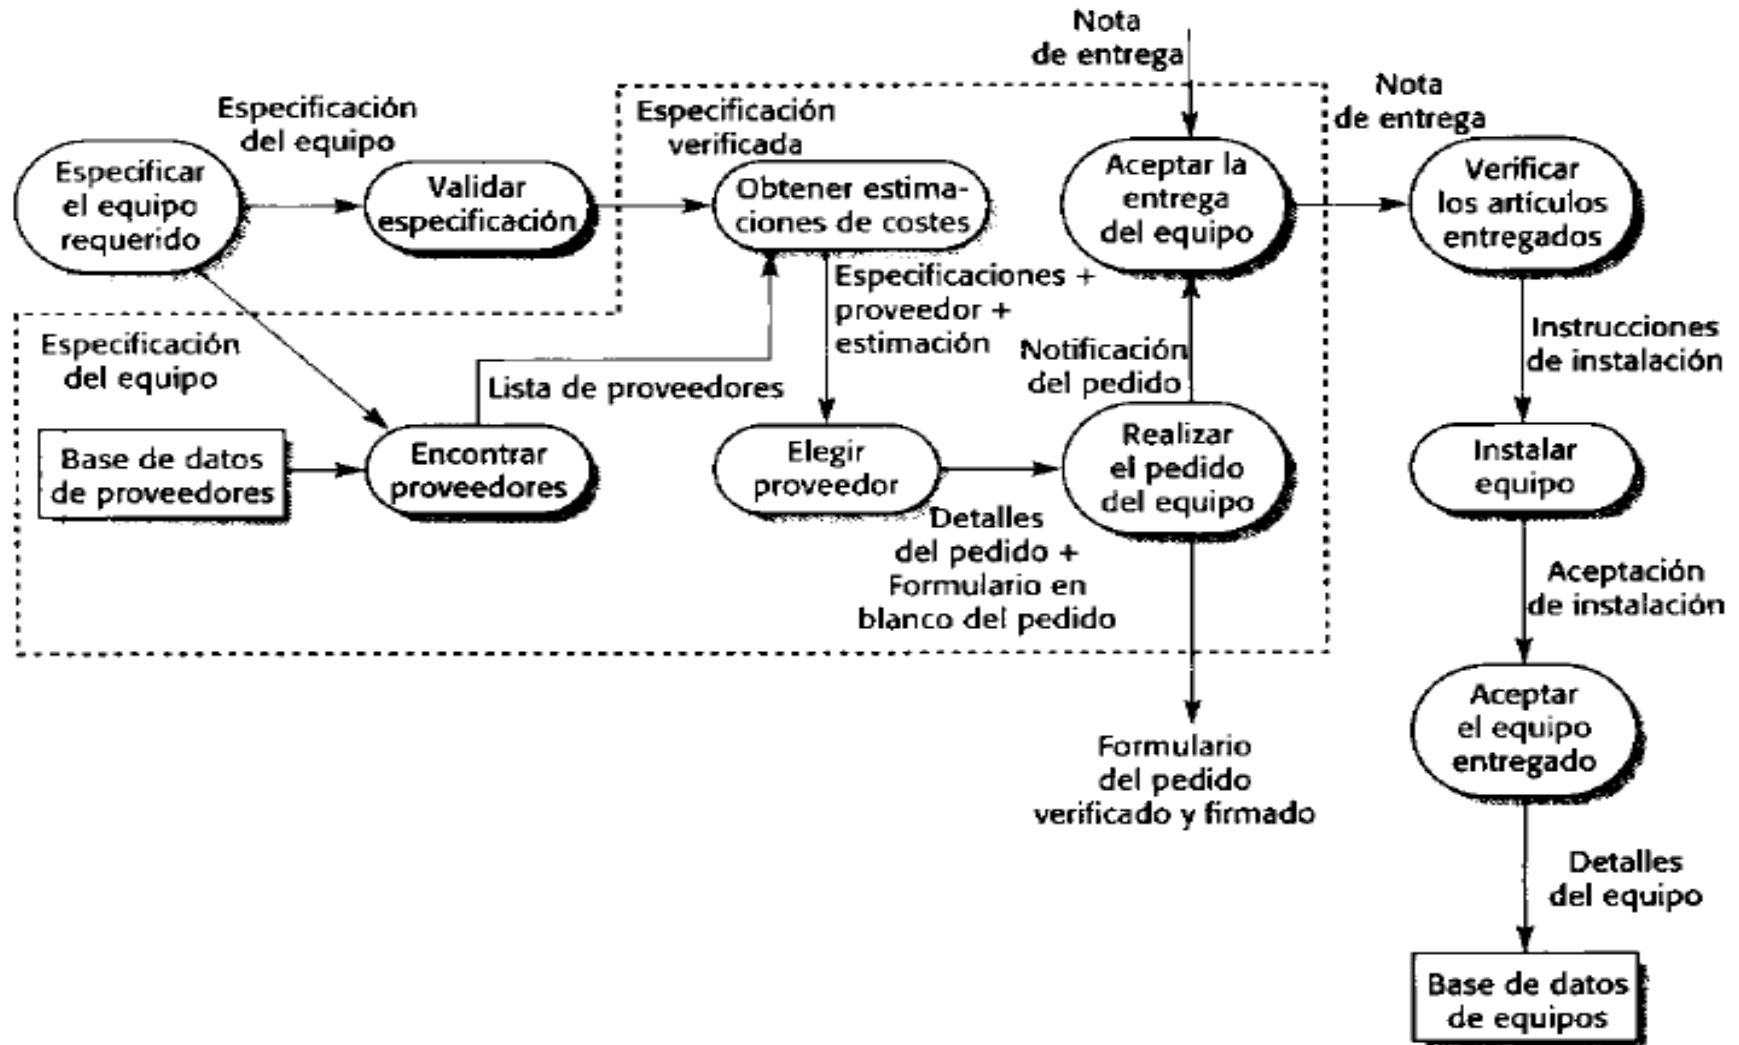 Nota
de entrega
Nota
de entrega
Especificación
del equipo
Especificación
verificada
Especificar
el equipo
requerido
Validar
especificación
Obtener estima-
ciones de costes
Aceptar la
entrega
del equipo
Verificar
los artículos
entregados
Especificaciones +
proveedor +
estimación
Especificación
del equipo
Lista de proveedores
Notificación
del pedido
Instrucciones
de instalación
Base de datos
de proveedores
Encontrar
proveedores
Elegir
proveedor
Realizar
el pedido
del equipo
Instalar
equipo
Detalles
del pedido +
Formulario en
blanco del pedido
Aceptación
de instalación
Formulario
del pedido
verificado y firmado
Aceptar
el equipo
entregado
Detalles
del equipo
Base de datos
de equipos